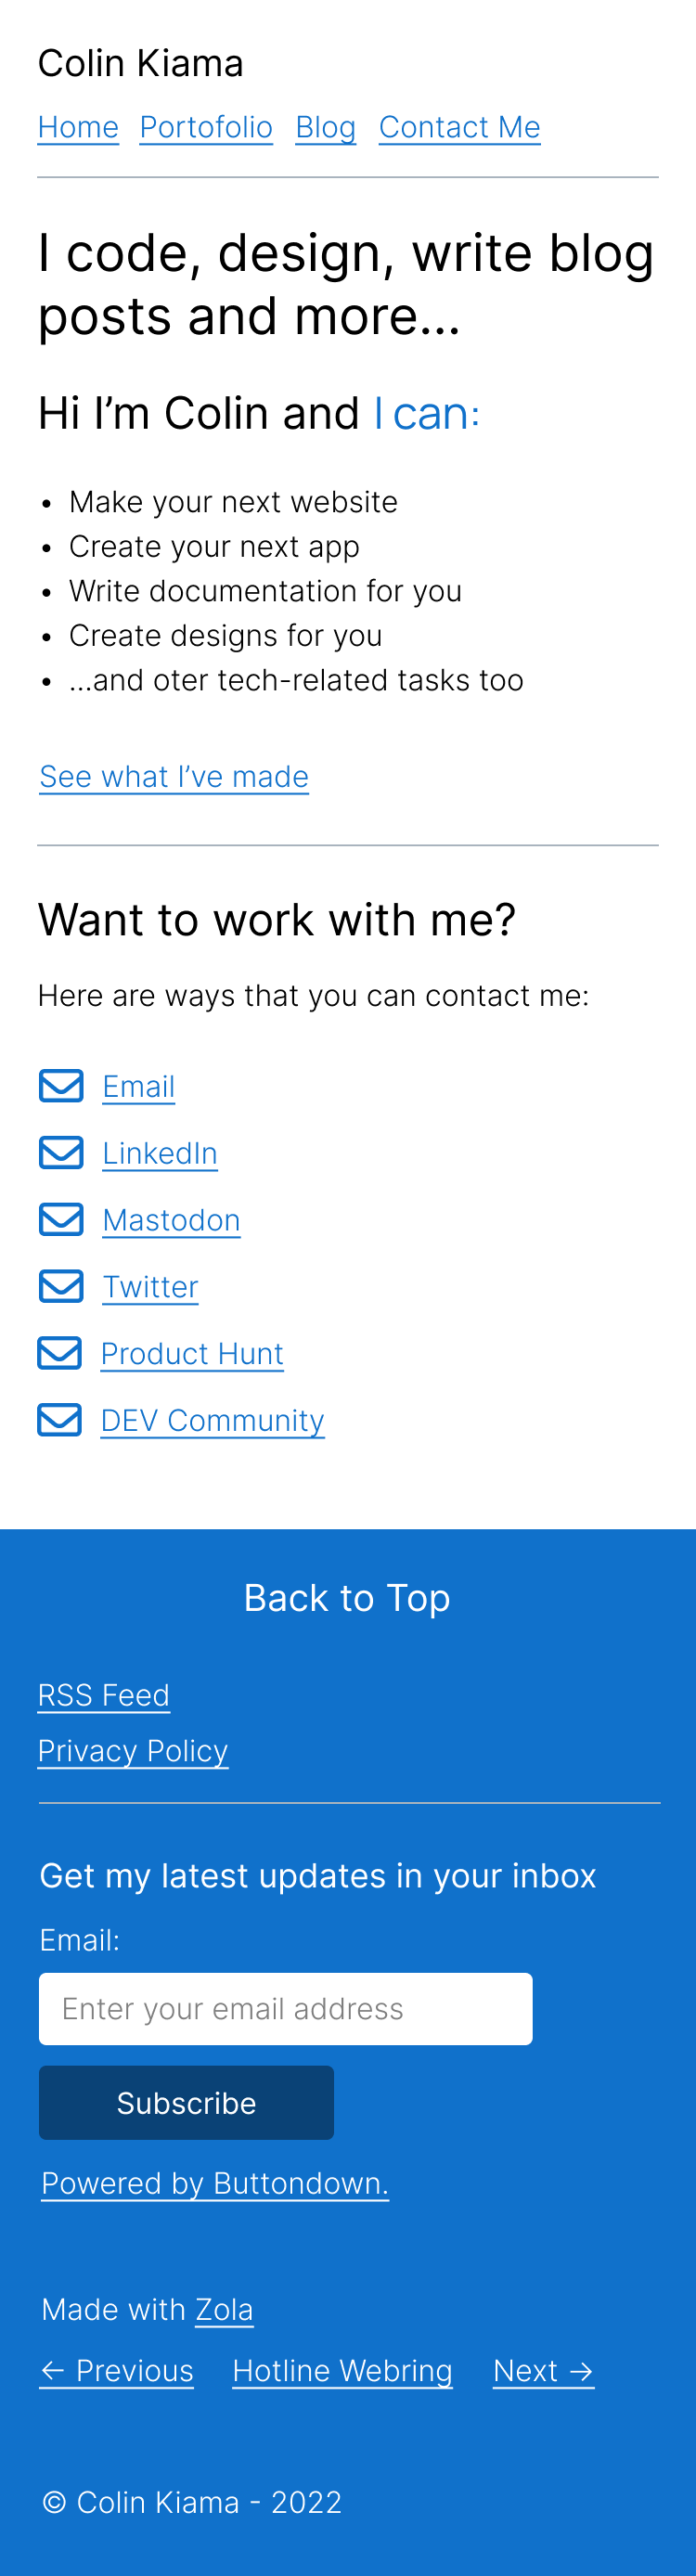 Colin Kiama
Home Portofolio Blog Contact Me
I code, design, write blog
posts and more...
Hi I’m Colin and I can:
• Make your next website
• Create your next app
• Write documentation for you
• Create designs for you
• ...and oter tech-related tasks too
See what I’ve made
Want to work with me?
Here are ways that you can contact me:
Email
LinkedIn
Mastodon
Twitter
Product Hunt
DEV Community
Back to Top
RSS Feed
Privacy Policy
Get my latest updates in your inbox
Email:
Enter your email address
Subscribe
Powered by Buttondown.
Made with Zola
← Previous Hotline Webring Next →
© Colin Kiama - 2022